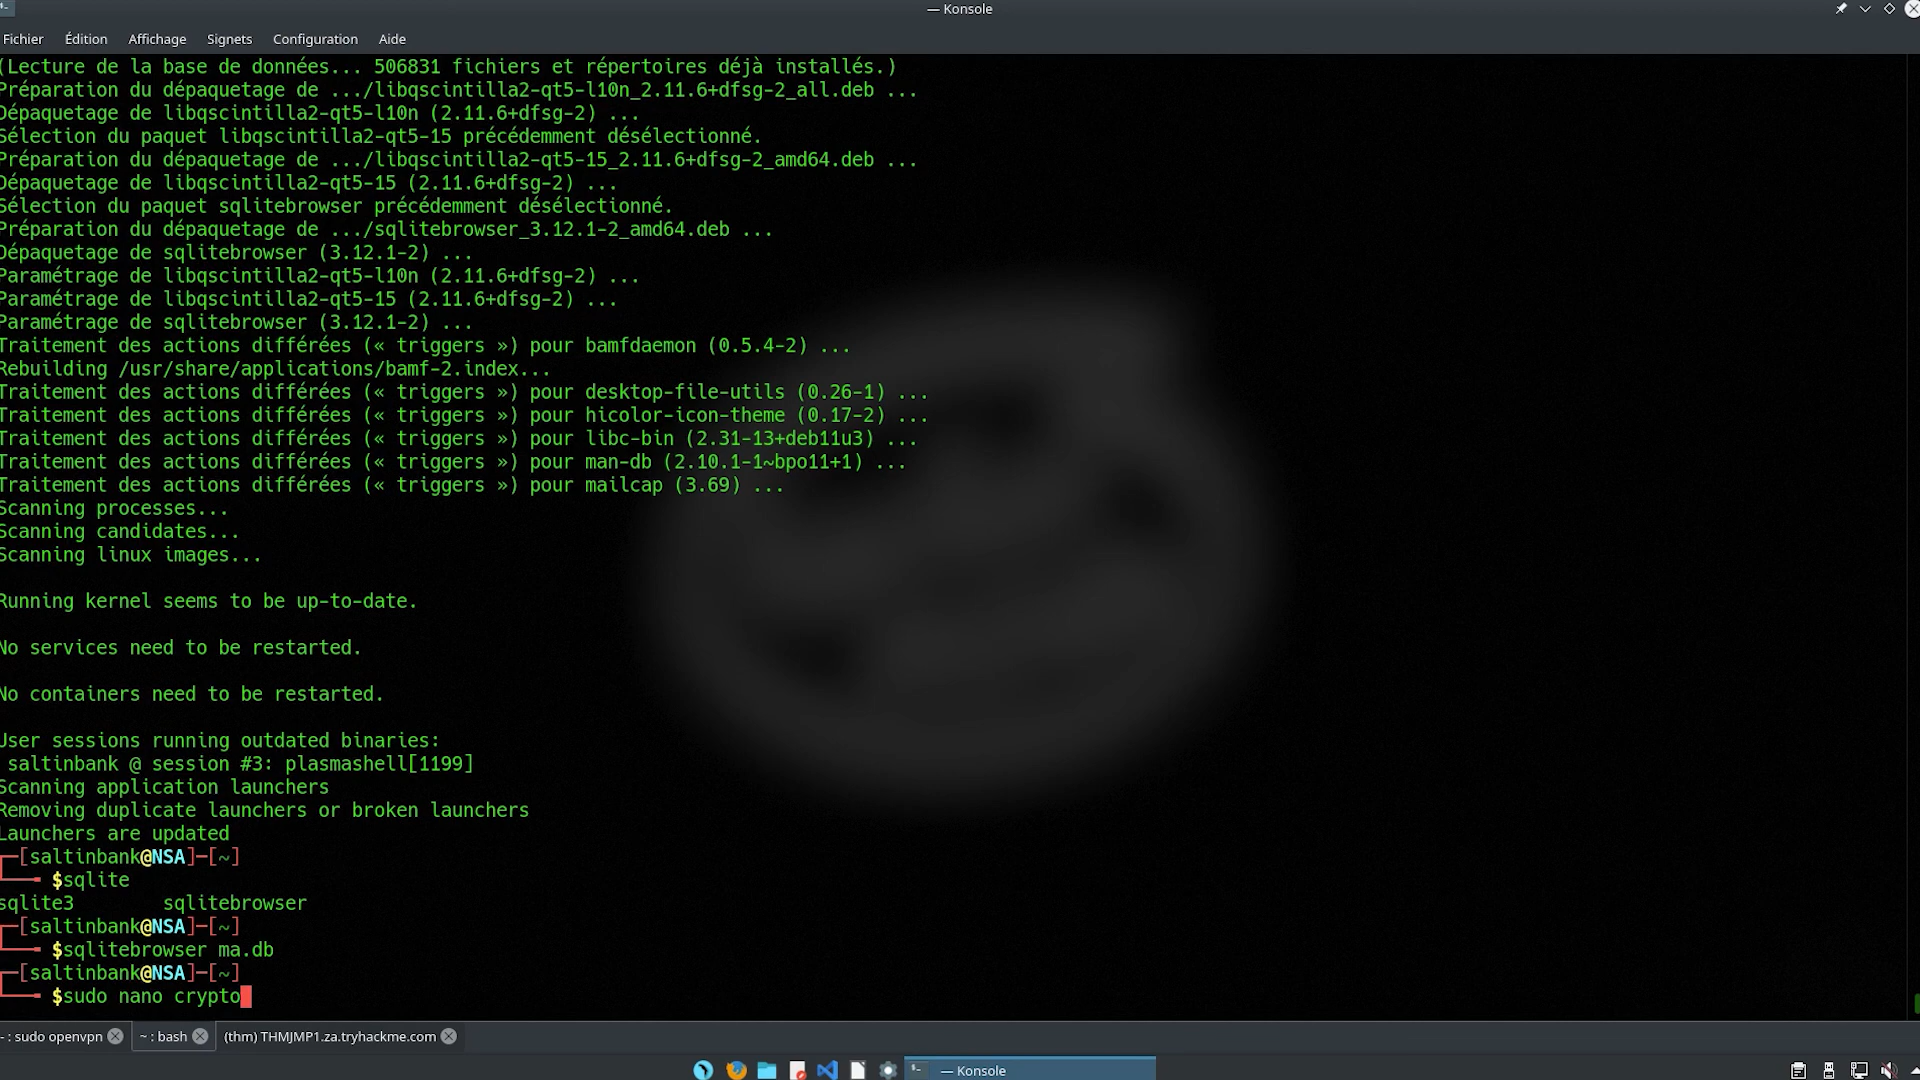 — Konsole
Fichier Édition Affichage Signets Configuration Aide
(Lecture de la base de données... 506831 fichiers et répertoires déjà installés.)
Préparation du dépaquetage de .../libqscintilla2-qt5-l10n_2.11.6+dfsg-2_all.deb ...
Dépaquetage de libqscintilla2-qt5-l10n (2.11.6+dfsg-2) ...
Sélection du paquet libqscintilla2-qt5-15 précédemment désélectionné.
Préparation du dépaquetage de .../libqscintilla2-qt5-15_2.11.6+dfsg-2_amd64.deb ...
Dépaquetage de libqscintilla2-qt5-15 (2.11.6+dfsg-2) ...
Sélection du paquet sqlitebrowser précédemment désélectionné.
Préparation du dépaquetage de .../sqlitebrowser_3.12.1-2_amd64.deb ...
Dépaquetage de sqlitebrowser (3.12.1-2) ...
Paramétrage de libqscintilla2-qt5-l10n (2.11.6+dfsg-2) ...
Paramétrage de libqscintilla2-qt5-15 (2.11.6+dfsg-2) ...
Paramétrage de sqlitebrowser (3.12.1-2) ...
Traitement des actions différées (« triggers ») pour bamfdaemon (0.5.4-2) ...
Rebuilding /usr/share/applications/bamf-2.index...
Traitement des actions différées (« triggers ») pour desktop-file-utils (0.26-1) ...
Traitement des actions différées (« triggers ») pour hicolor-icon-theme (0.17-2) ...
Traitement des actions différées (« triggers ») pour libc-bin (2.31-13+deb11u3) ...
Traitement des actions différées (« triggers ») pour man-db (2.10.1-1~bpo11+1) ...
Traitement des actions différées (« triggers ») pour mailcap (3.69) ...
Scanning processes...
Scanning candidates...
Scanning linux images...
Running kernel seems to be up-to-date.
No services need to be restarted.
No containers need to be restarted.
User sessions running outdated binaries:
saltinbank @ session #3: plasmashell[1199]
Scanning application launchers
Removing duplicate launchers or broken launchers
Launchers are updated
┌─[saltinbank@NSA]─[~]
└──╼ $sqlite
sqlite3 sqlitebrowser
┌─[saltinbank@NSA]─[~]
└──╼ $sqlitebrowser ma.db
┌─[saltinbank@NSA]─[~]
└──╼ $sudo nano crypto
~ : sudo openvpn ~ : bash (thm) THMJMP1.za.tryhackme.com
— Konsole